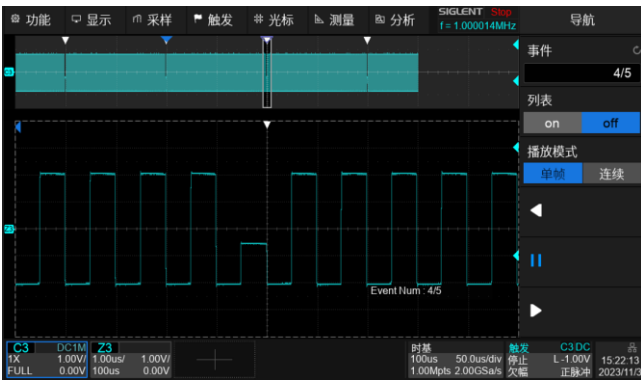 功能 显示 采样 触发 光标 测量 分析 SIGLENT Stop 导航
f = 1.000014MHz
事件
4/5
列表
on off
播放模式
单帧 连续
C3
Z3
Event Num : 4/5
C3 DC1M Z3 时基 触发 C3 DC
1X 1.00V/ 1.00us/ 1.00V/ 100us 50.0us/div 停止 L -1.00V 15:22:13
FULL 0.00V 100us 0.00V 1.00Mpts 2.00GSa/s 欠幅 正脉冲 2023/11/3